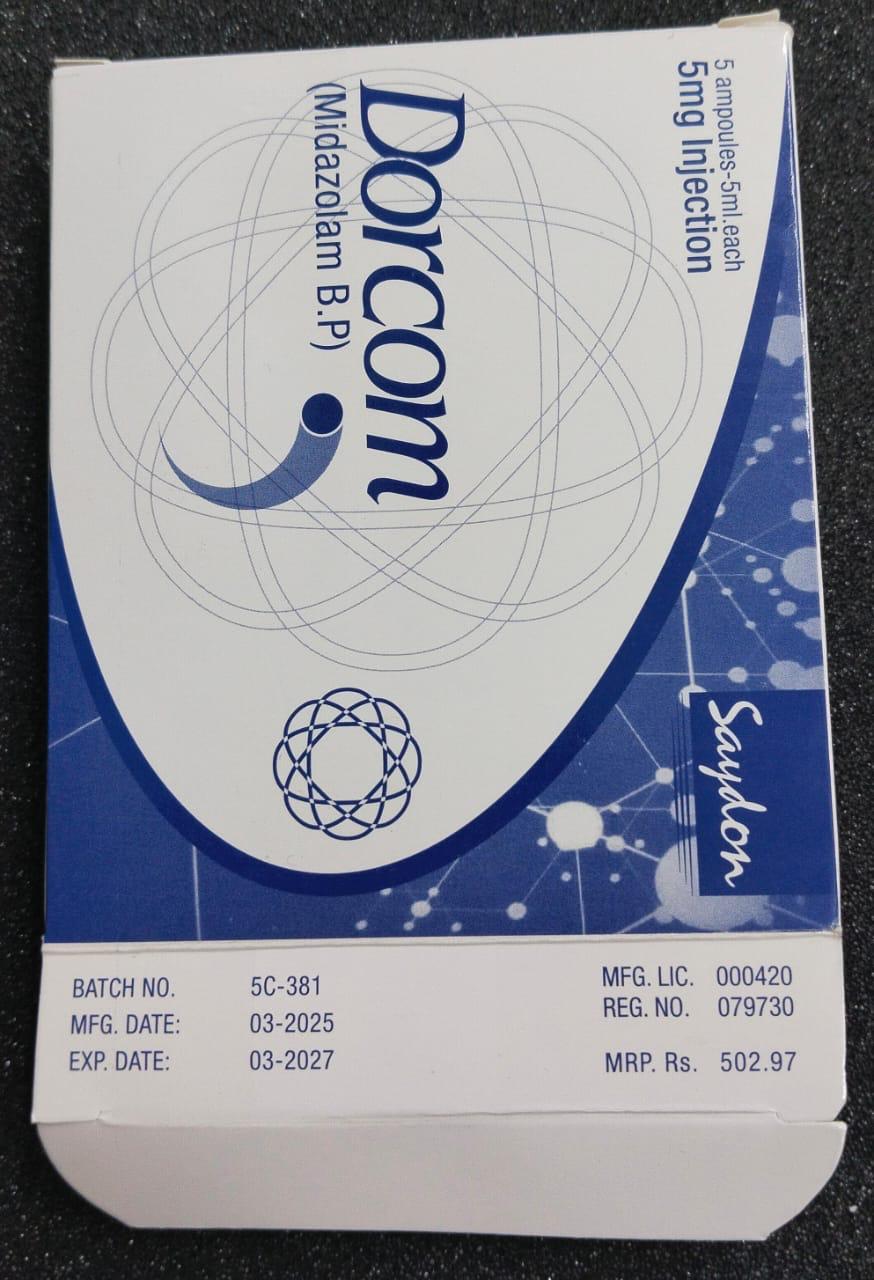 5 ampoules-5ml.each
5mg Injection
Dorcom
(Midazolam B.P)
Saydon
BATCH NO. 5C-381
MFG. DATE: 03-2025
EXP. DATE: 03-2027
MFG. LIC. 000420
REG. NO. 079730
MRP. Rs. 502.97